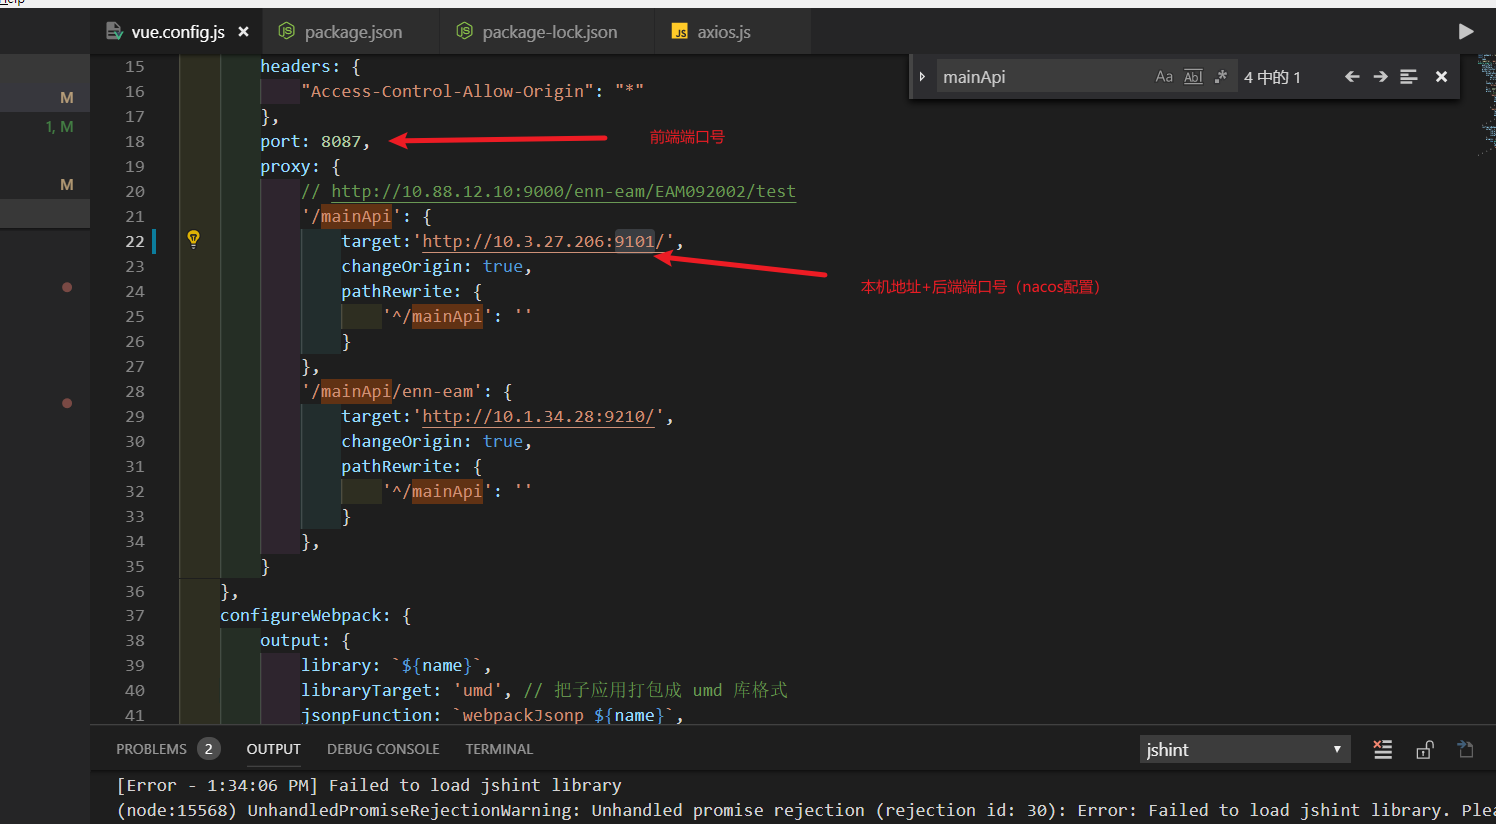 vue.config.js × package.json package-lock.json JS axios.js
mainApi Aa Abl .* 4 中的 1
M
1, M
M
15 headers: {
16 "Access-Control-Allow-Origin": "*"
17 },
18 port: 8087, 前端端口号
19 proxy: {
20 // http://10.88.12.10:9000/enn-eam/EAM092002/test
21 '/mainApi': {
22 target:'http://10.3.27.206:9101/',
23 changeOrigin: true,
本机地址+后端端口号（nacos配置）
24 pathRewrite: {
25 '^/mainApi': ''
26 }
27 },
28 '/mainApi/enn-eam': {
29 target:'http://10.1.34.28:9210/',
30 changeOrigin: true,
31 pathRewrite: {
32 '^/mainApi': ''
33 }
34 },
35 }
36 },
37 configureWebpack: {
38 output: {
39 library: `${name}`,
40 libraryTarget: 'umd', // 把子应用打包成 umd 库格式
41 jsonpFunction: `webpackJsonp_${name}`,
PROBLEMS 2 OUTPUT DEBUG CONSOLE TERMINAL jshint
[Error - 1:34:06 PM] Failed to load jshint library
(node:15568) UnhandledPromiseRejectionWarning: Unhandled promise rejection (rejection id: 30): Error: Failed to load jshint library. Plea